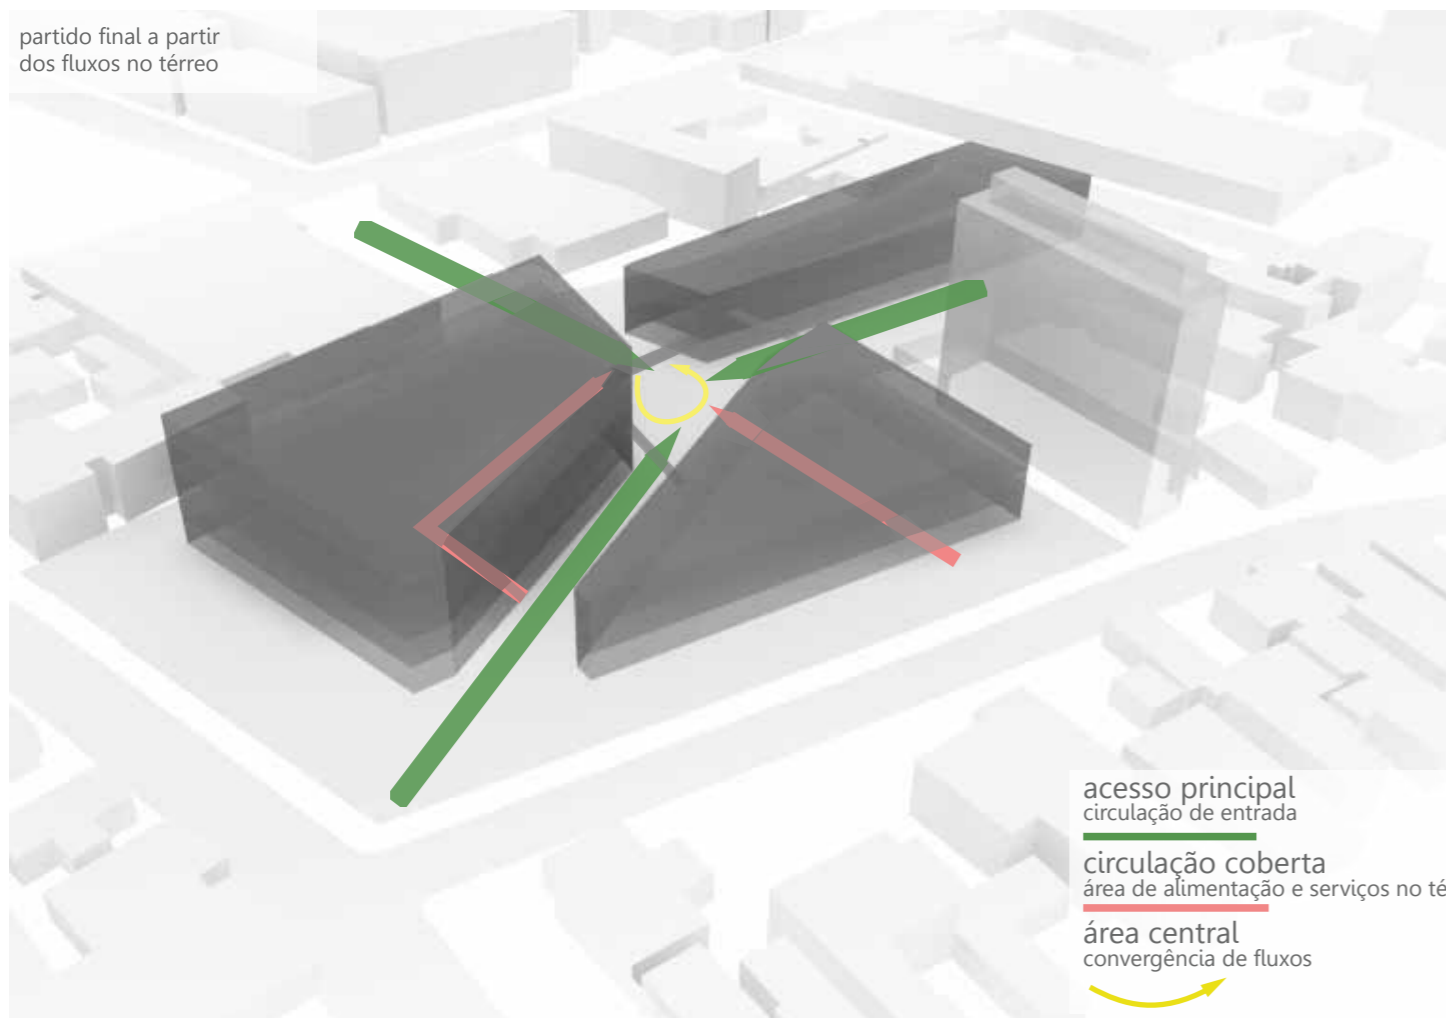 partido final a partir
dos fluxos no térreo
acesso principal
circulação de entrada
circulação coberta
área de alimentação e serviços no té
área central
convergência de fluxos